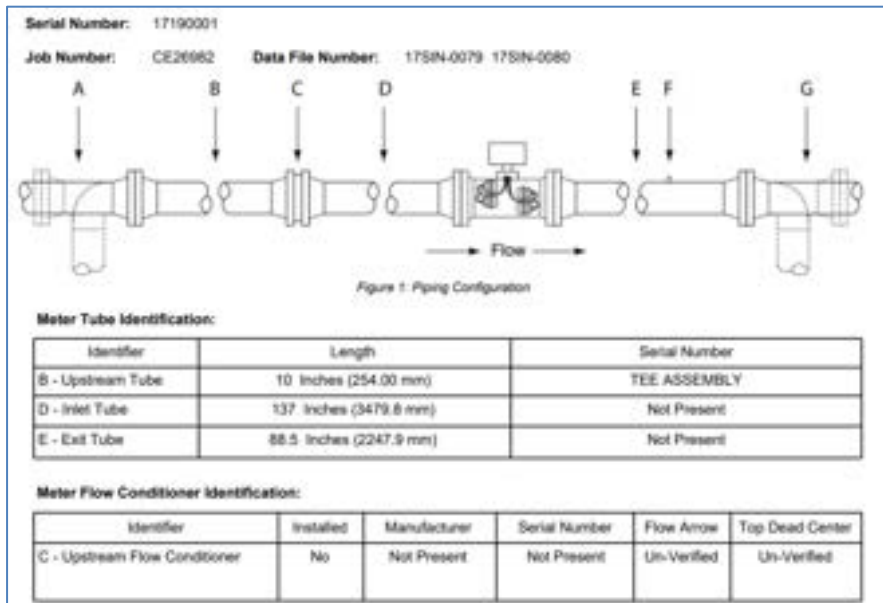 Serial Number: 17190001
Job Number: CE26962 Data File Number: 17SIN-0079 17SIN-0080
A B C D E F G
Flow
Figure 1: Piping Configuration
Meter Tube Identification:
Identifier Length Serial Number
B - Upstream Tube 10 Inches (254.00 mm) TEE ASSEMBLY
D - Inlet Tube 137 Inches (3479.8 mm) Not Present
E - Exit Tube 88.5 Inches (2247.9 mm) Not Present
Meter Flow Conditioner Identification:
Identifier Installed Manufacturer Serial Number Flow Arrow Top Dead Center
C - Upstream Flow Conditioner No Not Present Not Present Un-Verified Un-Verified